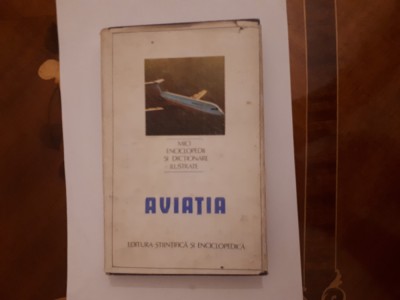 MICI
ENCICLOPEDII
ȘI DICȚIONARE
ILUSTRATE
AVIAȚIA
EDITURA ȘTIINȚIFICĂ ȘI ENCICLOPEDICĂ